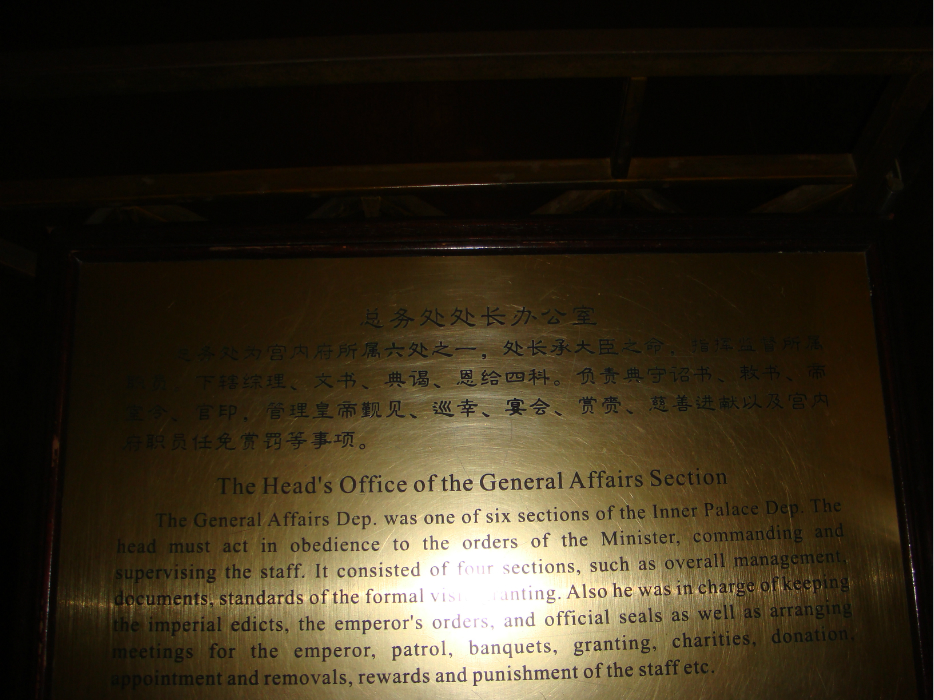 总务处处长办公室
总务处为宫内府所属六处之一，处长承大臣之命，指挥监督所属
职员，下辖综理、文书、典谒、恩给四科。负责典守诏书、敕书、帝
室令、官印，管理皇帝觐见、巡幸、宴会、赏赉、慈善进献以及宫内
府职员任免赏罚等事项。
The Head's Office of the General Affairs Section
The General Affairs Dep. was one of six sections of the Inner Palace Dep. The
head must act in obedience to the orders of the Minister, commanding and
supervising the staff. It consisted of four sections, such as overall management,
documents, standards of the formal Also he was in charge of keeping
the imperial edicts, the emperor's orders, and official seals as well as arranging
meetings for the emperor, patrol, banquets, granting, charities, donation,
appointment and removals, rewards and punishment of the staff etc.